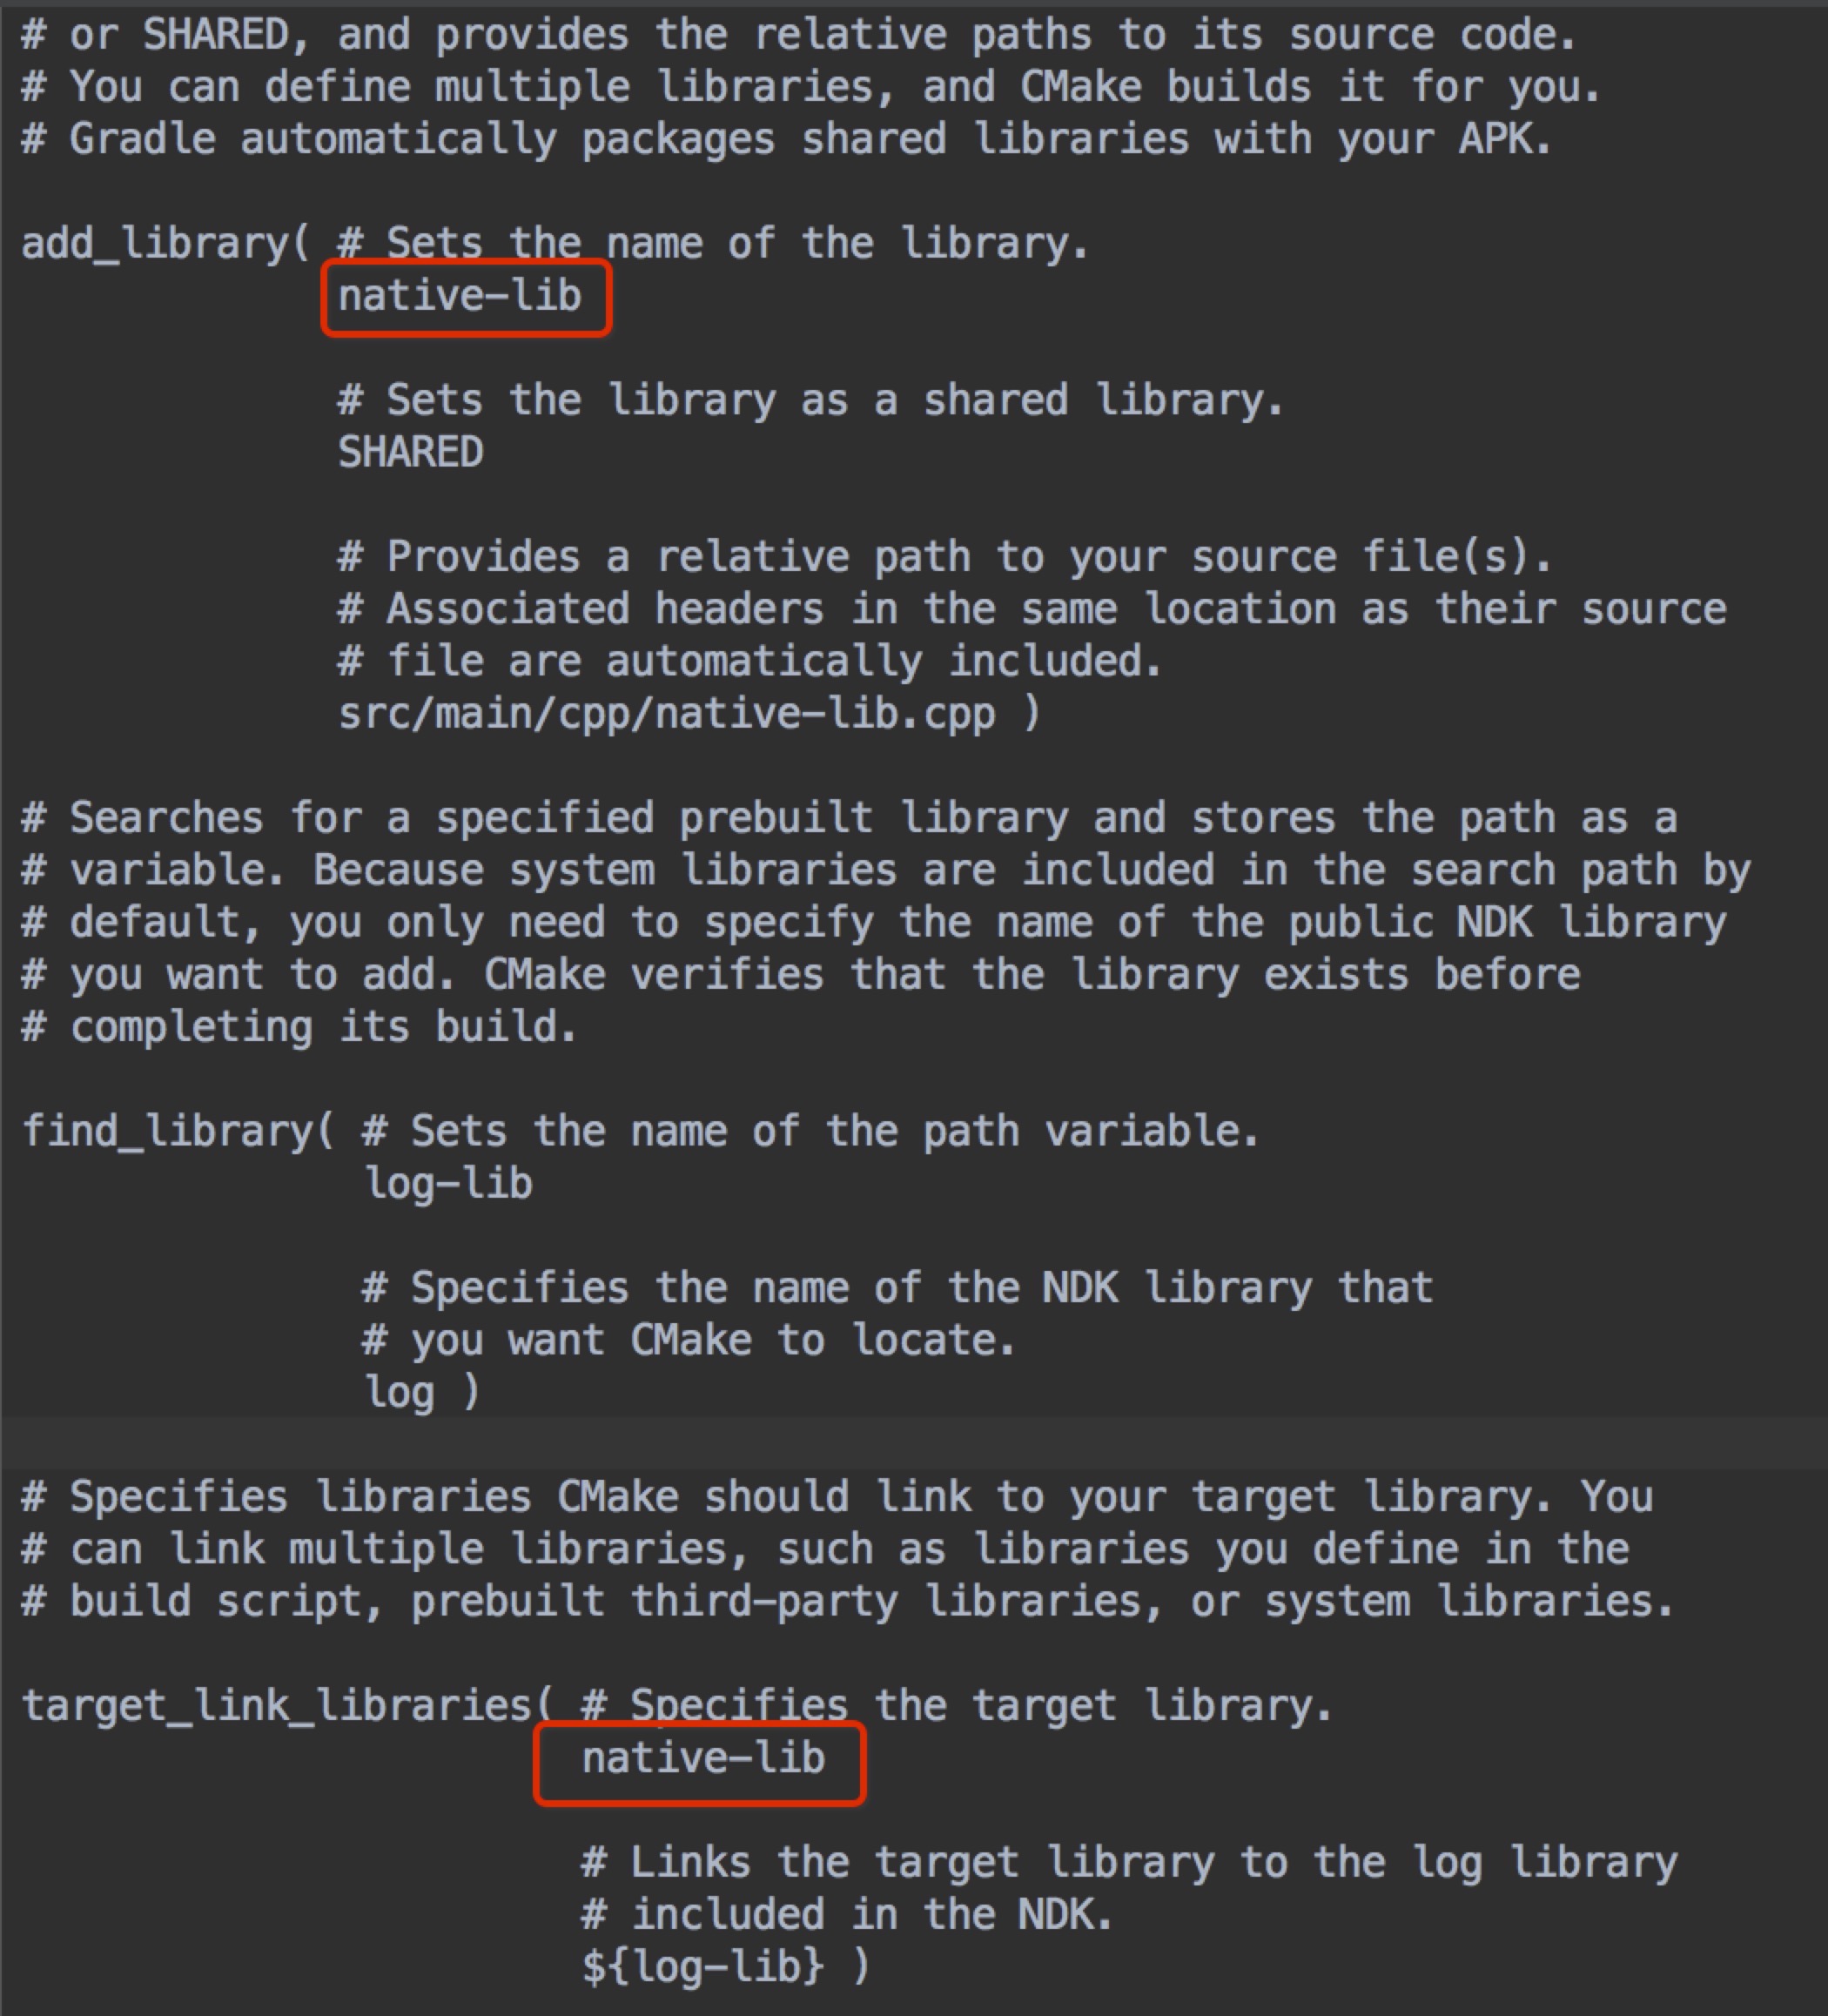 # or SHARED, and provides the relative paths to its source code.
# You can define multiple libraries, and CMake builds it for you.
# Gradle automatically packages shared libraries with your APK.
add_library( # Sets the name of the library.
native-lib
# Sets the library as a shared library.
SHARED
# Provides a relative path to your source file(s).
# Associated headers in the same location as their source
# file are automatically included.
src/main/cpp/native-lib.cpp )
# Searches for a specified prebuilt library and stores the path as a
# variable. Because system libraries are included in the search path by
# default, you only need to specify the name of the public NDK library
# you want to add. CMake verifies that the library exists before
# completing its build.
find_library( # Sets the name of the path variable.
log-lib
# Specifies the name of the NDK library that
# you want CMake to locate.
log )
# Specifies libraries CMake should link to your target library. You
# can link multiple libraries, such as libraries you define in the
# build script, prebuilt third-party libraries, or system libraries.
target_link_libraries( # Specifies the target library.
native-lib
# Links the target library to the log library
# included in the NDK.
${log-lib} )